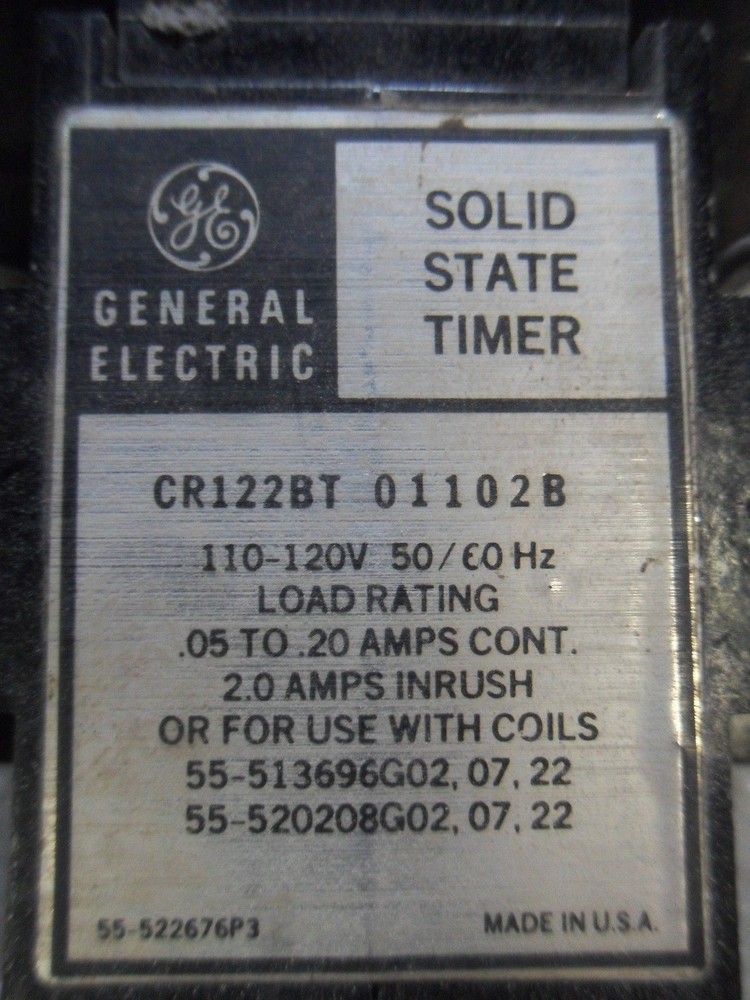 GE
GENERAL
ELECTRIC
SOLID
STATE
TIMER
CR122BT 01102B
110-120V 50/60 Hz
LOAD RATING
.05 TO .20 AMPS CONT.
2.0 AMPS INRUSH
OR FOR USE WITH COILS
55-513696G02, 07, 22
55-520208G02, 07, 22
55-522676P3
MADE IN U.S.A.